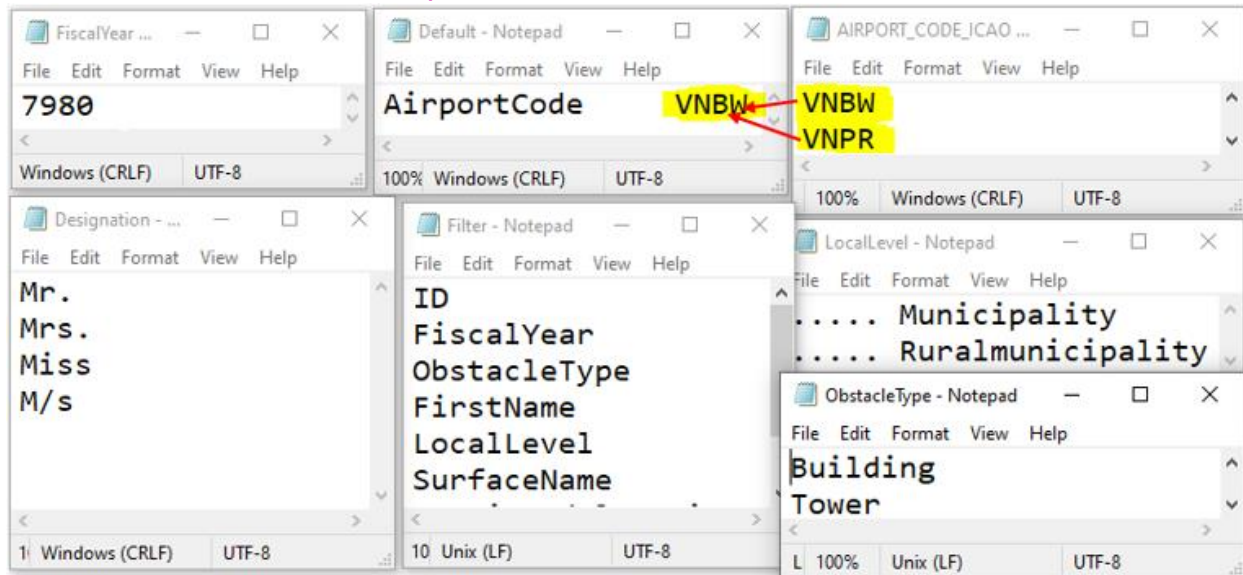 FiscalYear ...
File Edit Format View Help
7980
Windows (CRLF) UTF-8
Default - Notepad
File Edit Format View Help
AirportCode VNBW
100% Windows (CRLF) UTF-8
AIRPORT_CODE_ICAO ...
File Edit Format View Help
VNBW
VNPR
100% Windows (CRLF) UTF-8
Designation - ...
File Edit Format View Help
Mr.
Mrs.
Miss
M/s
Windows (CRLF) UTF-8
Filter - Notepad
File Edit Format View Help
ID
FiscalYear
ObstacleType
FirstName
LocalLevel
SurfaceName
10 Unix (LF) UTF-8
LocalLevel - Notepad
File Edit Format View Help
..... Municipality
..... Ruralmunicipality
ObstacleType - Notepad
File Edit Format View Help
Building
Tower
L 100% Unix (LF) UTF-8